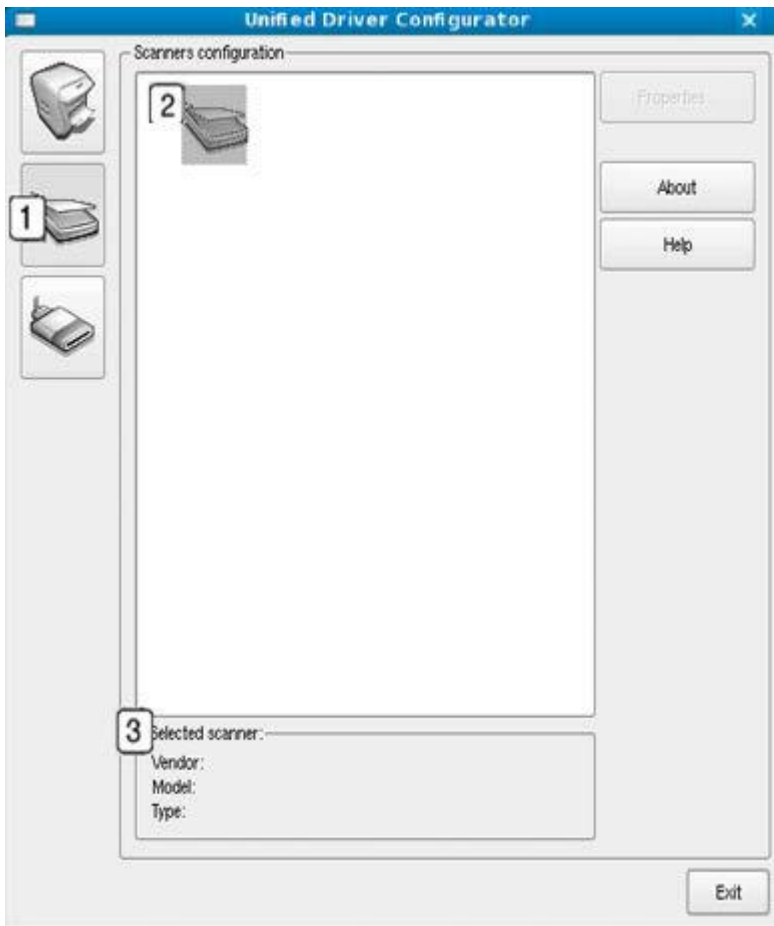 Unified Driver Configurator
Scanners configuration
2
Properties
1
About
Help
3
Selected scanner:
Vendor:
Model:
Type:
Exit